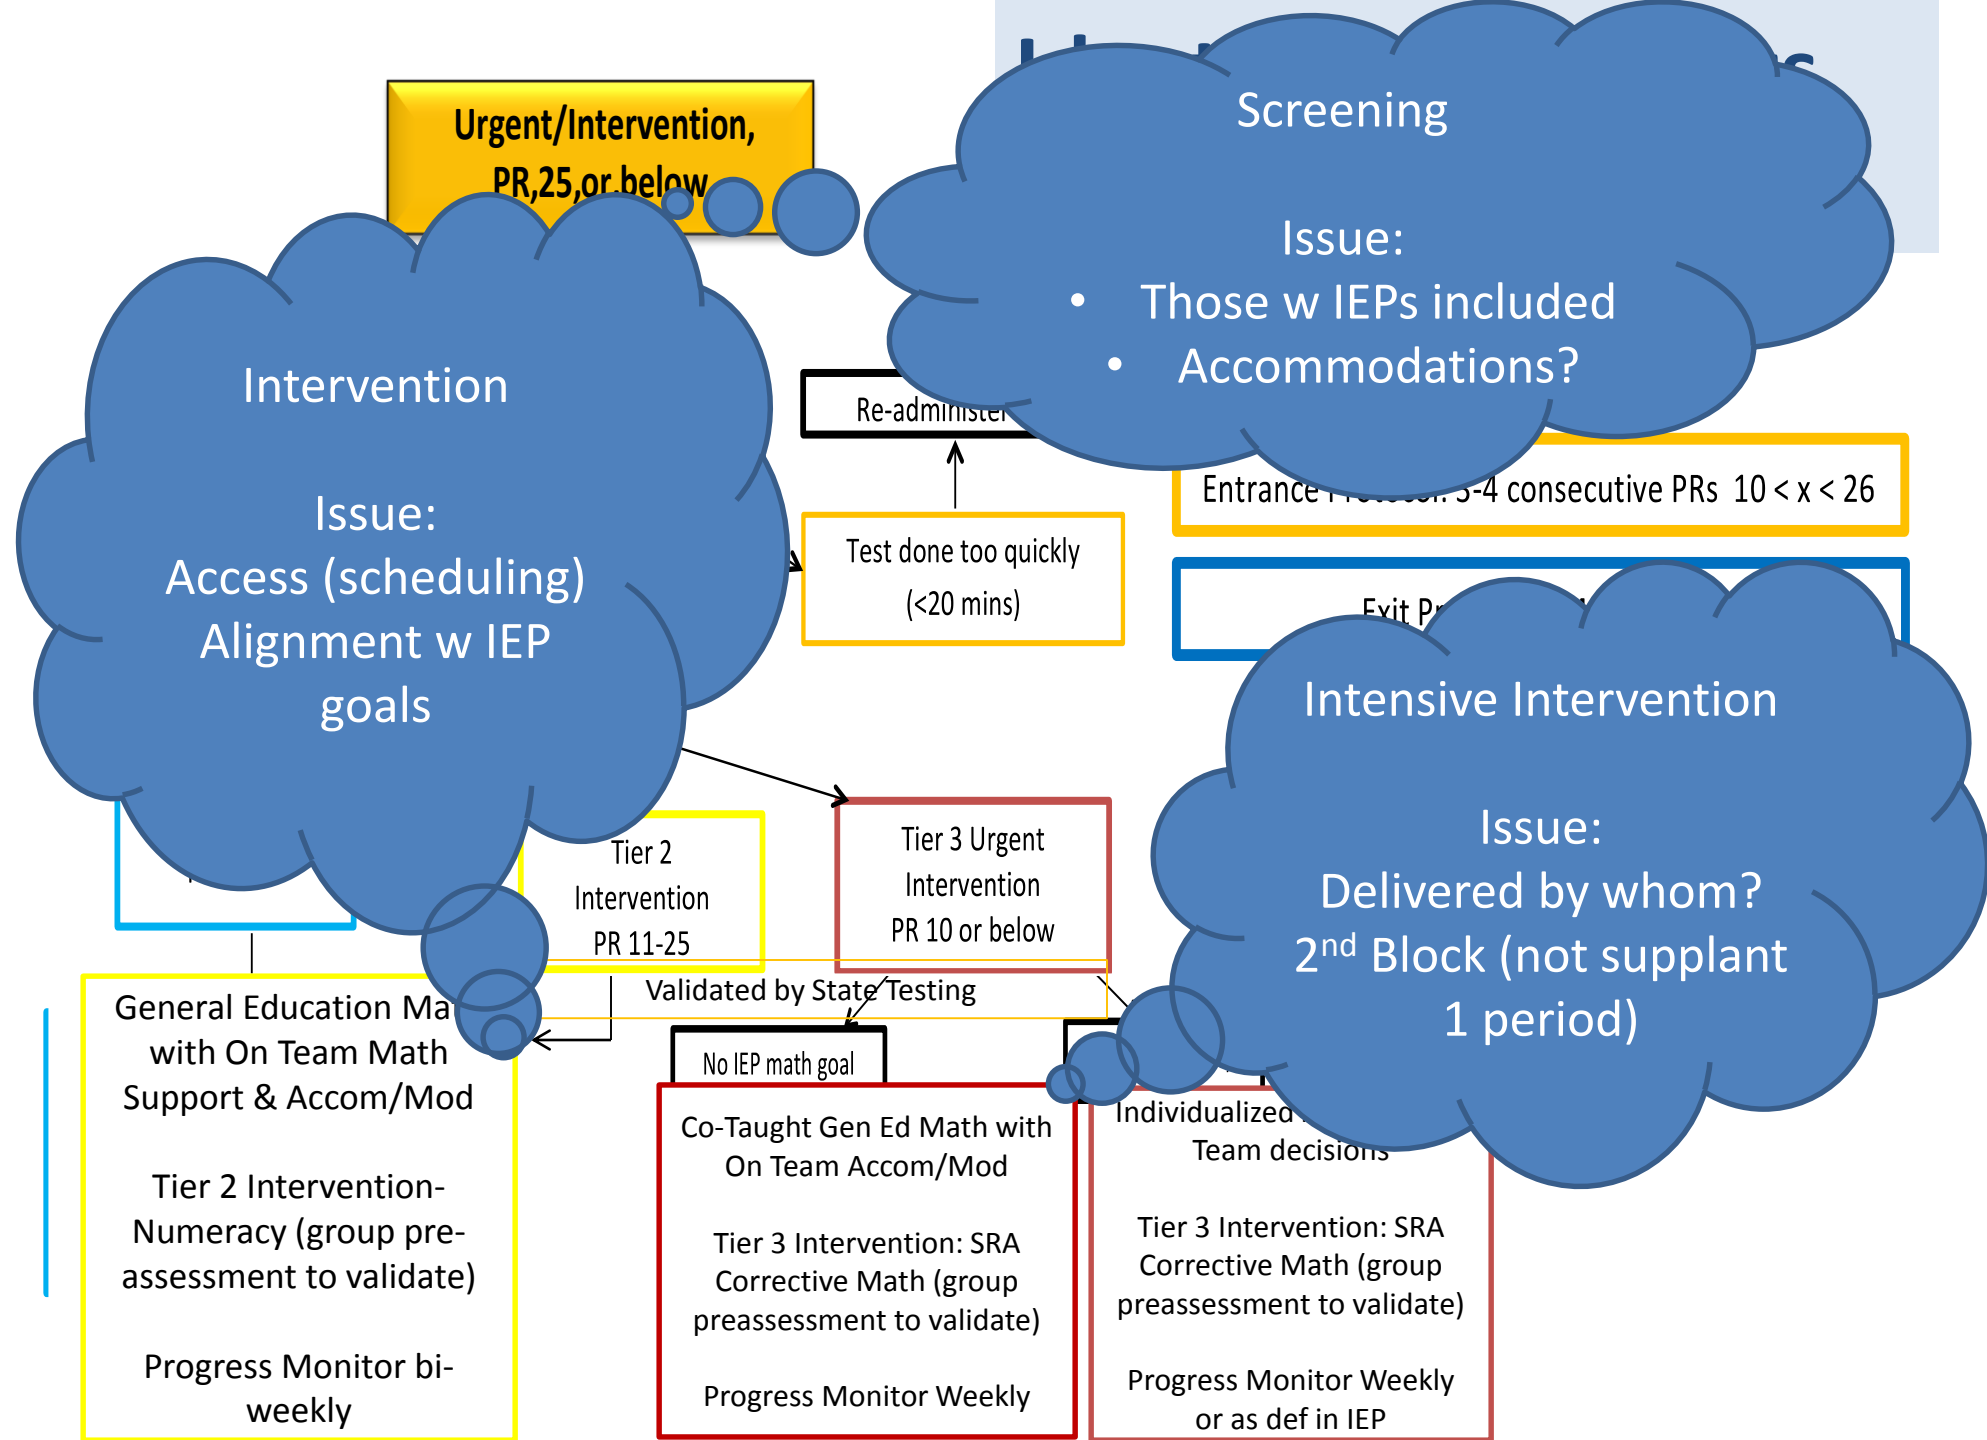 Urgent/Intervention,
PR,25,or,below
Screening
Issue:
• Those w IEPs included
• Accommodations?
Intervention
Issue:
Access (scheduling)
Alignment w IEP
goals
Re-administer
Test done too quickly
(<20 mins)
Entrance 3-4 consecutive PRs 10 < x < 26
Exit
Intensive Intervention
Issue:
Delivered by whom?
2nd Block (not supplant
1 period)
Tier 2
Intervention
PR 11-25
Tier 3 Urgent
Intervention
PR 10 or below
Validated by State Testing
No IEP math goal
General Education
with On Team Math
Support & Accom/Mod
Tier 2 Intervention-
Numeracy (group pre-
assessment to validate)
Progress Monitor bi-
weekly
Co-Taught Gen Ed Math with
On Team Accom/Mod
Tier 3 Intervention: SRA
Corrective Math (group
preassessment to validate)
Progress Monitor Weekly
Individualized
Team decisions
Tier 3 Intervention: SRA
Corrective Math (group
preassessment to validate)
Progress Monitor Weekly
or as def in IEP